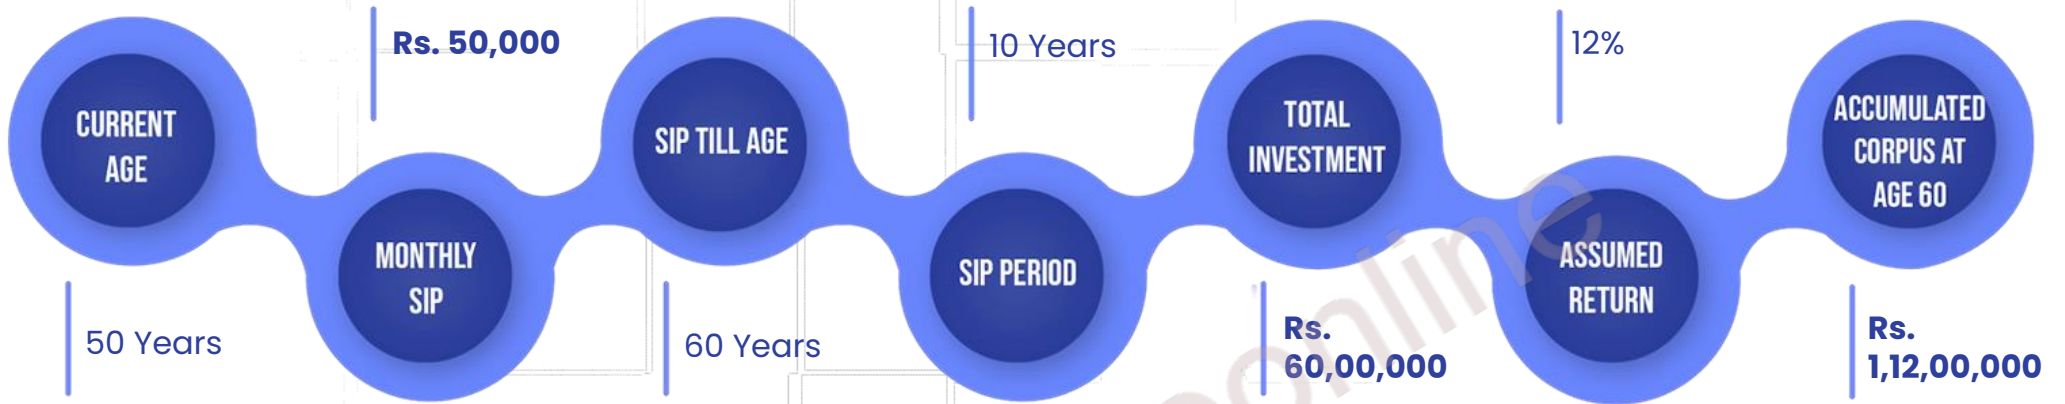 CURRENT
AGE
50 Years
Rs. 50,000
MONTHLY
SIP
SIP TILL AGE
60 Years
10 Years
SIP PERIOD
TOTAL
INVESTMENT
Rs.
60,00,000
12%
ASSUMED
RETURN
ACCUMULATED
CORPUS AT
AGE 60
Rs.
1,12,00,000
online